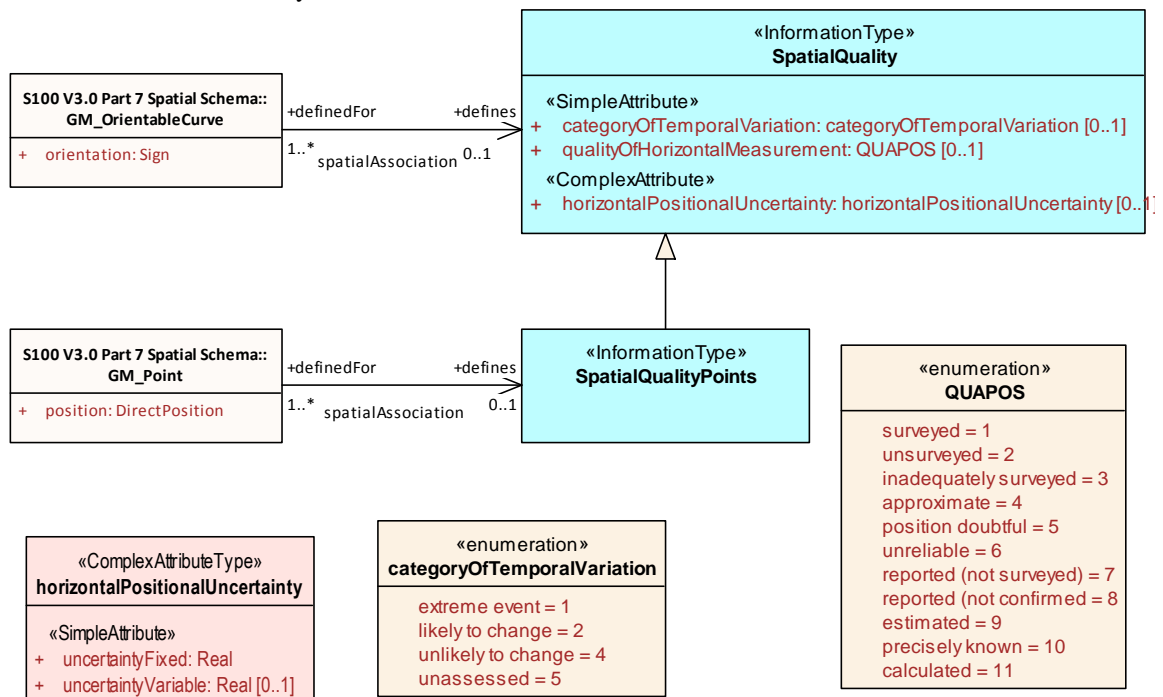 «InformationType»
SpatialQuality
«SimpleAttribute»
+ categoryOfTemporalVariation: categoryOfTemporalVariation [0..1]
+ qualityOfHorizontalMeasurement: QUAPOS [0..1]
«ComplexAttribute»
+ horizontalPositionalUncertainty: horizontalPositionalUncertainty [0..1]
S100 V3.0 Part 7 Spatial Schema::
GM_OrientableCurve
+ orientation: Sign
+definedFor
+defines
1..*
spatialAssociation
0..1
S100 V3.0 Part 7 Spatial Schema::
GM_Point
+ position: DirectPosition
+definedFor
+defines
1..*
spatialAssociation
0..1
«InformationType»
SpatialQualityPoints
«enumeration»
QUAPOS
surveyed = 1
unsurveyed = 2
inadequately surveyed = 3
approximate = 4
position doubtful = 5
unreliable = 6
reported (not surveyed) = 7
reported (not confirmed = 8
estimated = 9
precisely known = 10
calculated = 11
«ComplexAttributeType»
horizontalPositionalUncertainty
«SimpleAttribute»
+ uncertaintyFixed: Real
+ uncertaintyVariable: Real [0..1]
«enumeration»
categoryOfTemporalVariation
extreme event = 1
likely to change = 2
unlikely to change = 4
unassessed = 5